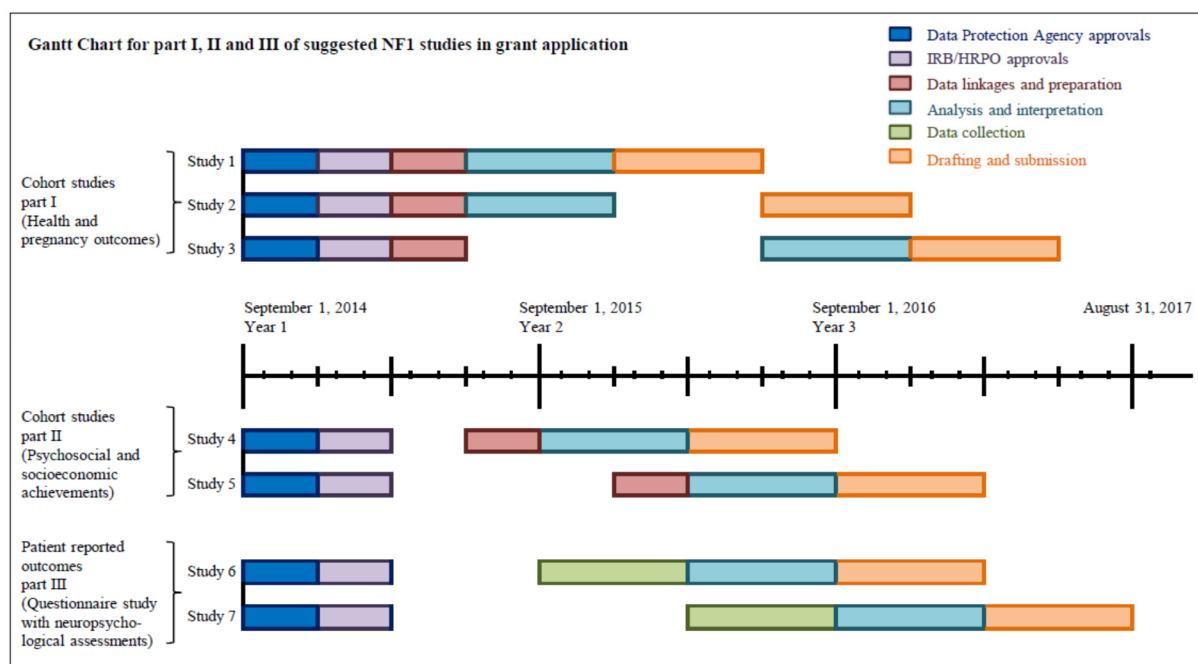 Gantt Chart for part I, II and III of suggested NF1 studies in grant application
Data Protection Agency approvals
IRB/HRPO approvals
Data linkages and preparation
Analysis and interpretation
Data collection
Drafting and submission
Cohort studies
part I
(Health and
pregnancy outcomes)
Study 1
Study 2
Study 3
September 1, 2014
Year 1
September 1, 2015
Year 2
September 1, 2016
Year 3
August 31, 2017
Cohort studies
part II
(Psychosocial and
socioeconomic
achievements)
Study 4
Study 5
Patient reported
outcomes
part III
(Questionnaire study
with neuropsycho-
logical assessments)
Study 6
Study 7